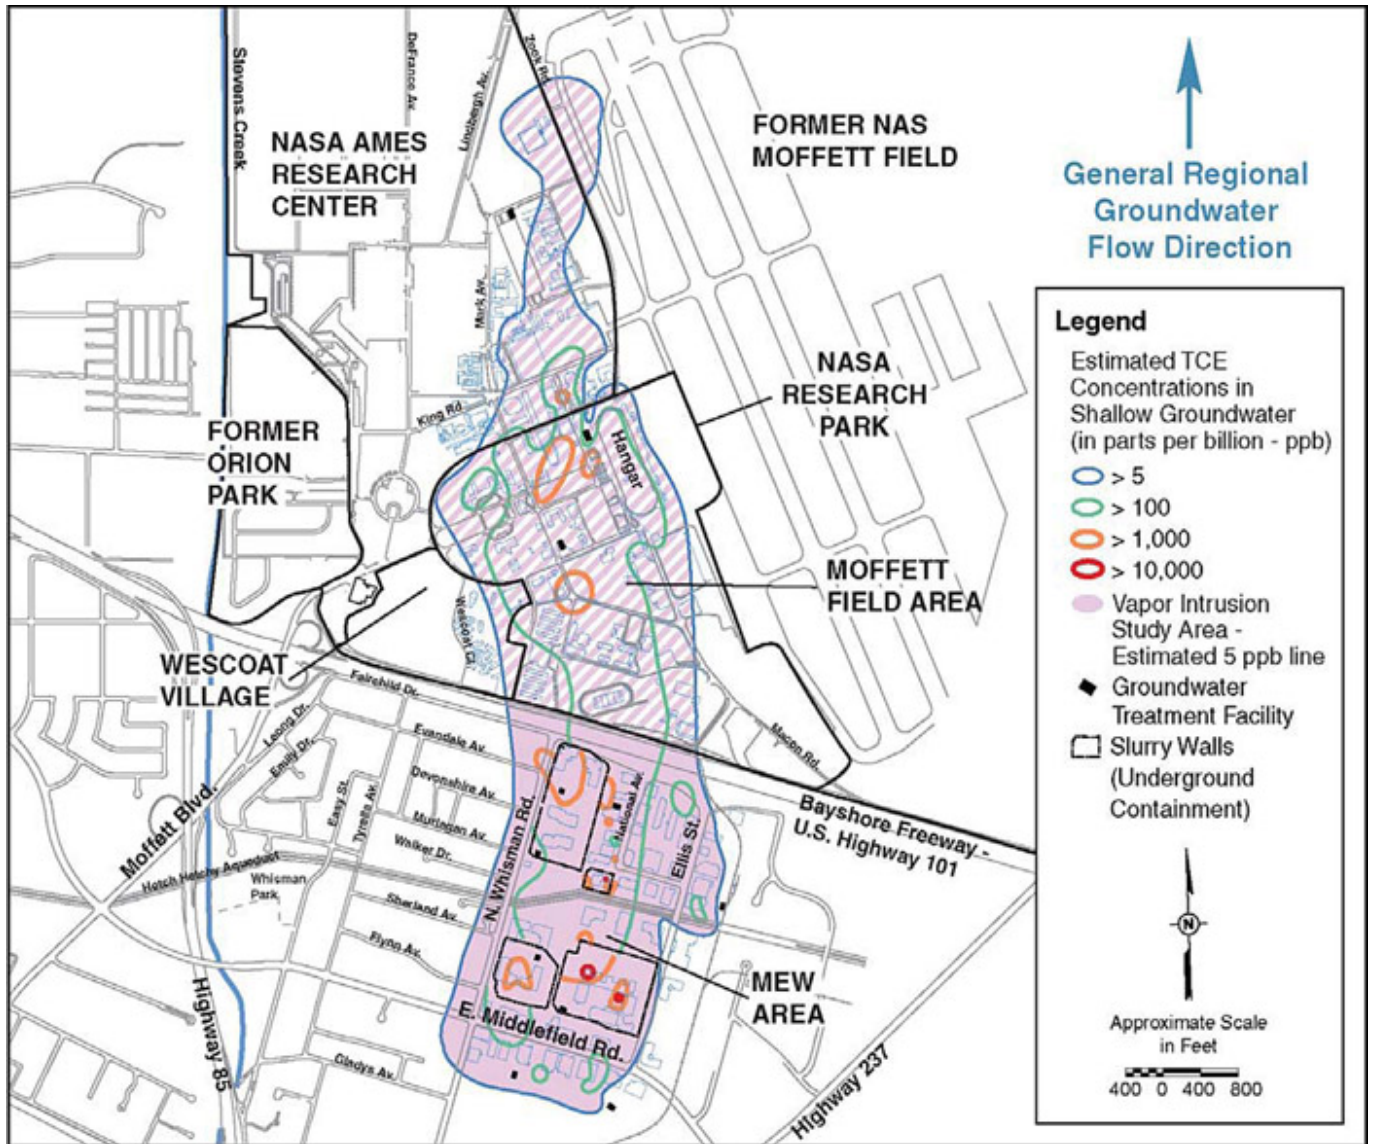 Stevens Creek
DeFrance Av.
Lindbergh Av.
Zook Rd.
NASA AMES
RESEARCH
CENTER
FORMER NAS
MOFFETT FIELD
General Regional
Groundwater
Flow Direction
Mark Av.
King Rd.
NASA
RESEARCH
PARK
FORMER
ORION
PARK
Hangar
MOFFETT
FIELD AREA
Wescoat Ct.
WESCOAT
VILLAGE
Fairchild Dr.
Macon Rd.
Leong Dr.
Emily Dr.
Evandale Av.
Devonshire Av.
Easy St.
Tyrella Av.
Murlagan Av.
Walker Dr.
N. Whisman Rd.
National Av.
Ellis St.
Bayshore Freeway -
U.S. Highway 101
Moffett Blvd.
Hetch Hetchy Aqueduct
Whisman
Park
Sherland Av.
Flynn Av.
MEW
AREA
E. Middlefield Rd.
Gladys Av.
Highway 85
Highway 237
Legend
Estimated TCE
Concentrations in
Shallow Groundwater
(in parts per billion - ppb)
> 5
> 100
> 1,000
> 10,000
Vapor Intrusion
Study Area -
Estimated 5 ppb line
Groundwater
Treatment Facility
Slurry Walls
(Underground
Containment)
N
Approximate Scale
in Feet
400 0 400 800